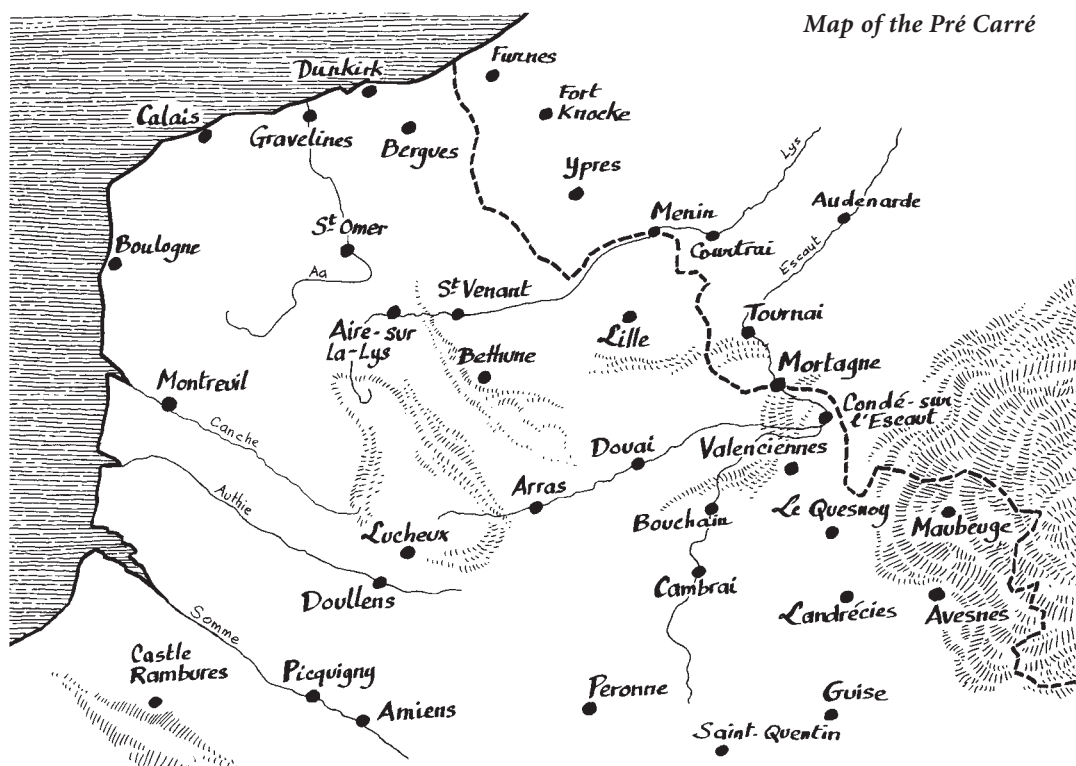 Map of the Pré Carré
Furnes
Dunkirk
Fort
Knocke
Calais
Gravelines
Bergues
Ypres
Lys
Audenarde
Menin
St Omer
Courtrai
Boulogne
Escaut
Aa
St Venant
Tournai
Aire-sur
La-Lys
Lille
Bethune
Mortagne
Montreuil
Condé-sur
l'Escaut
Canche
Douai
Valenciennes
Arras
Authie
Le Quesnoy
Bouchain
Maubeuge
Lucheux
Cambrai
Doullens
Landrécies
Avesnes
Somme
Castle
Rambures
Picquigny
Peronne
Guise
Amiens
Saint-Quentin